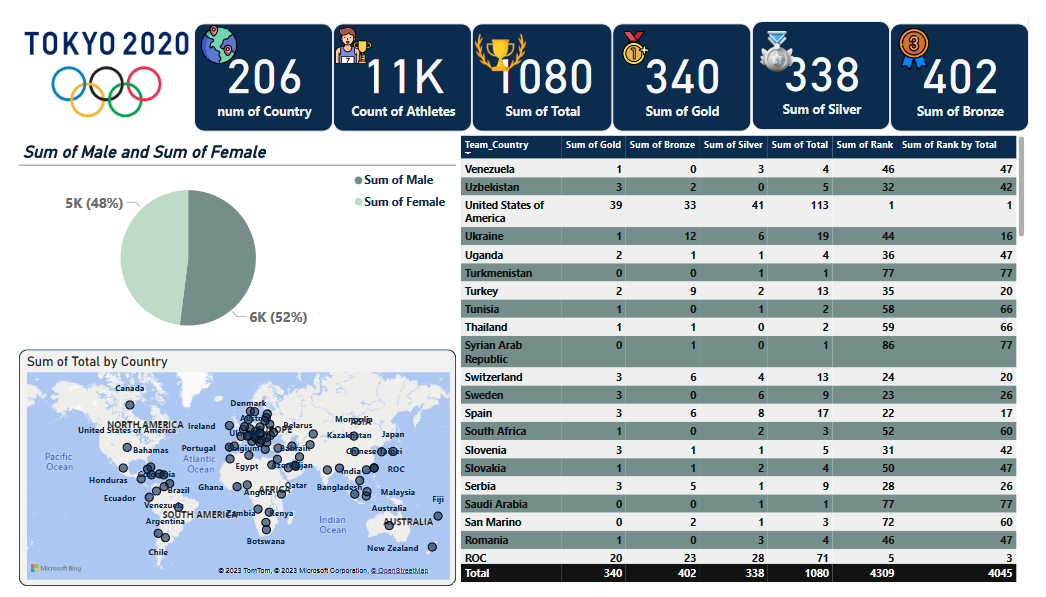 TOKYO 2020
206
num of Country
11K
Count of Athletes
1080
Sum of Total
340
Sum of Gold
338
Sum of Silver
3
402
Sum of Bronze
Sum of Male and Sum of Female
Sum of Male
Sum of Female
5K (48%)
6K (52%)
Team_Country Sum of Gold Sum of Bronze Sum of Silver Sum of Total Sum of Rank Sum of Rank by Total
Venezuela 1 0 3 4 46 47
Uzbekistan 3 2 0 5 32 42
United States of America 39 33 41 113 1 1
Ukraine 1 12 6 19 44 16
Uganda 2 1 1 4 36 47
Turkmenistan 0 0 1 1 77 77
Turkey 2 9 2 13 35 20
Tunisia 1 0 1 2 58 66
Thailand 1 1 0 2 59 66
Syrian Arab Republic 0 1 0 1 86 77
Switzerland 3 6 4 13 24 20
Sweden 3 0 6 9 23 26
Spain 3 6 8 17 22 17
South Africa 1 0 2 3 52 60
Slovenia 3 1 1 5 31 42
Slovakia 1 1 2 4 50 47
Serbia 3 5 1 9 28 26
Saudi Arabia 0 0 1 1 77 77
San Marino 0 2 1 3 72 60
Romania 1 0 3 4 46 47
ROC 20 23 28 71 5 3
Total 340 402 338 1080 4309 4045
Sum of Total by Country
Canada
Denmark
NORTH AMERICA
United States of America
Ireland
Belarus
Mongolia
Kazakhstan
Japan
Pacific Ocean
Bahamas
Portugal
Atlantic Ocean
Bahrain
Egypt
Azerbaijan
ROC
India
Honduras
Ghana
Qatar
Bangladesh
Ecuador
Brazil
Angola
AFRICA
Malaysia
Venezuela
SOUTH AMERICA
Zambia
Kenya
Fiji
Argentina
Indian Ocean
Australia
AUSTRALIA
Chile
Botswana
New Zealand
Microsoft Bing
© 2023 TomTom, © 2023 Microsoft Corporation, © OpenStreetMap